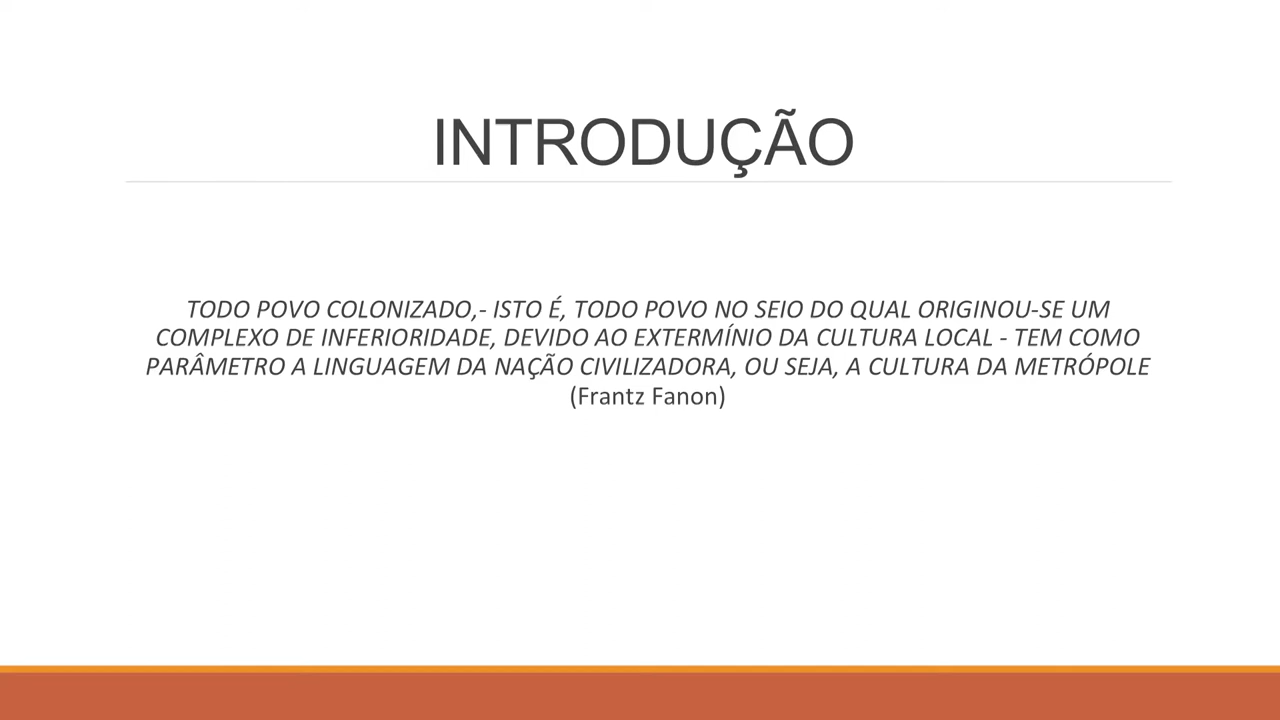 INTRODUÇÃO
TODO POVO COLONIZADO,- ISTO É, TODO POVO NO SEIO DO QUAL ORIGINOU-SE UM
COMPLEXO DE INFERIORIDADE, DEVIDO AO EXTERMÍNIO DA CULTURA LOCAL - TEM COMO
PARÂMETRO A LINGUAGEM DA NAÇÃO CIVILIZADORA, OU SEJA, A CULTURA DA METRÓPOLE
(Frantz Fanon)